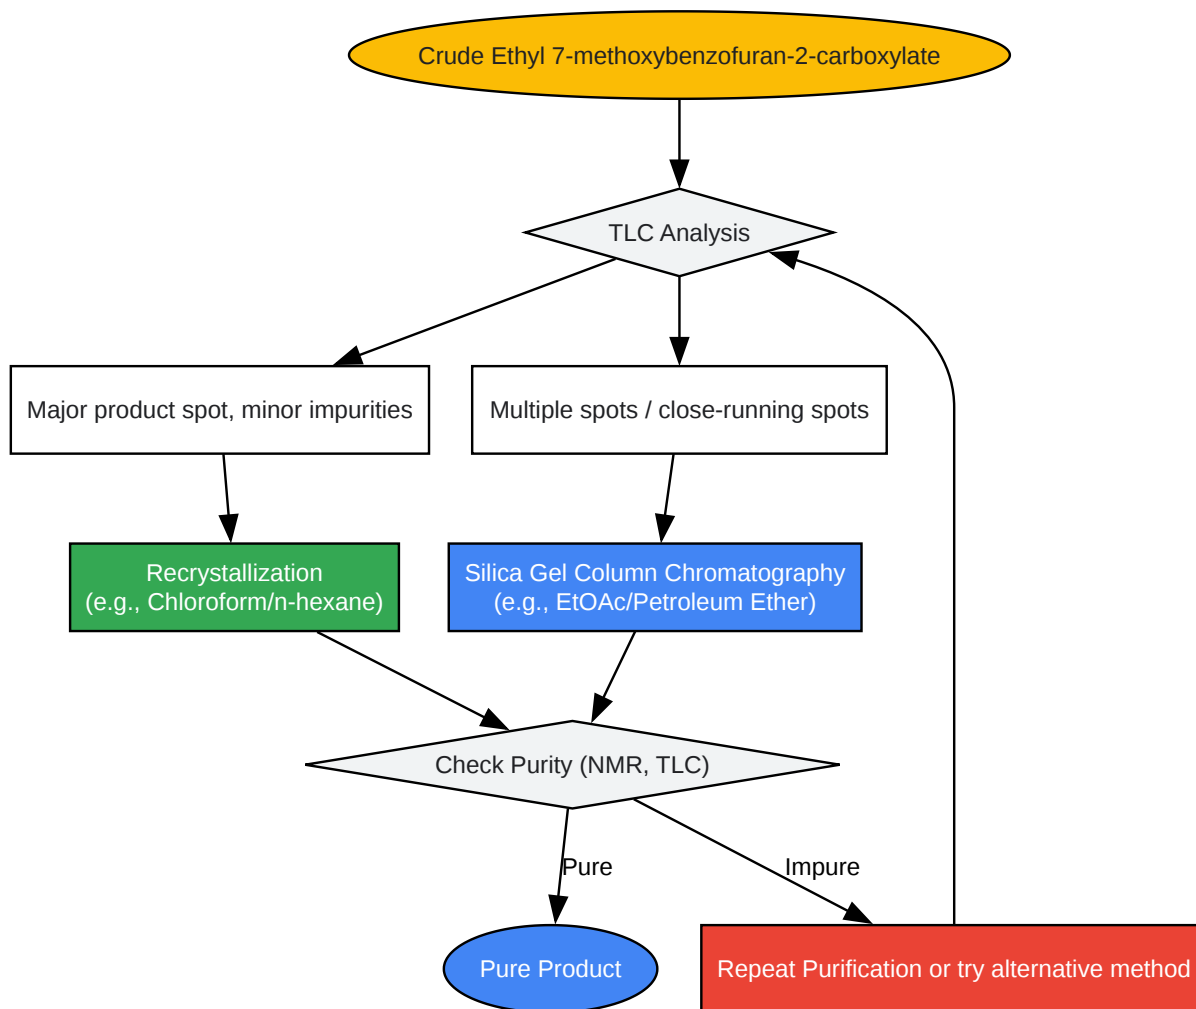 Crude Ethyl 7-methoxybenzofuran-2-carboxylate
TLC Analysis
Major product spot, minor impurities
Multiple spots / close-running spots
Recrystallization
(e.g., Chloroform/n-hexane)
Silica Gel Column Chromatography
(e.g., EtOAc/Petroleum Ether)
Check Purity (NMR, TLC)
Pure
Impure
Pure Product
Repeat Purification or try alternative method